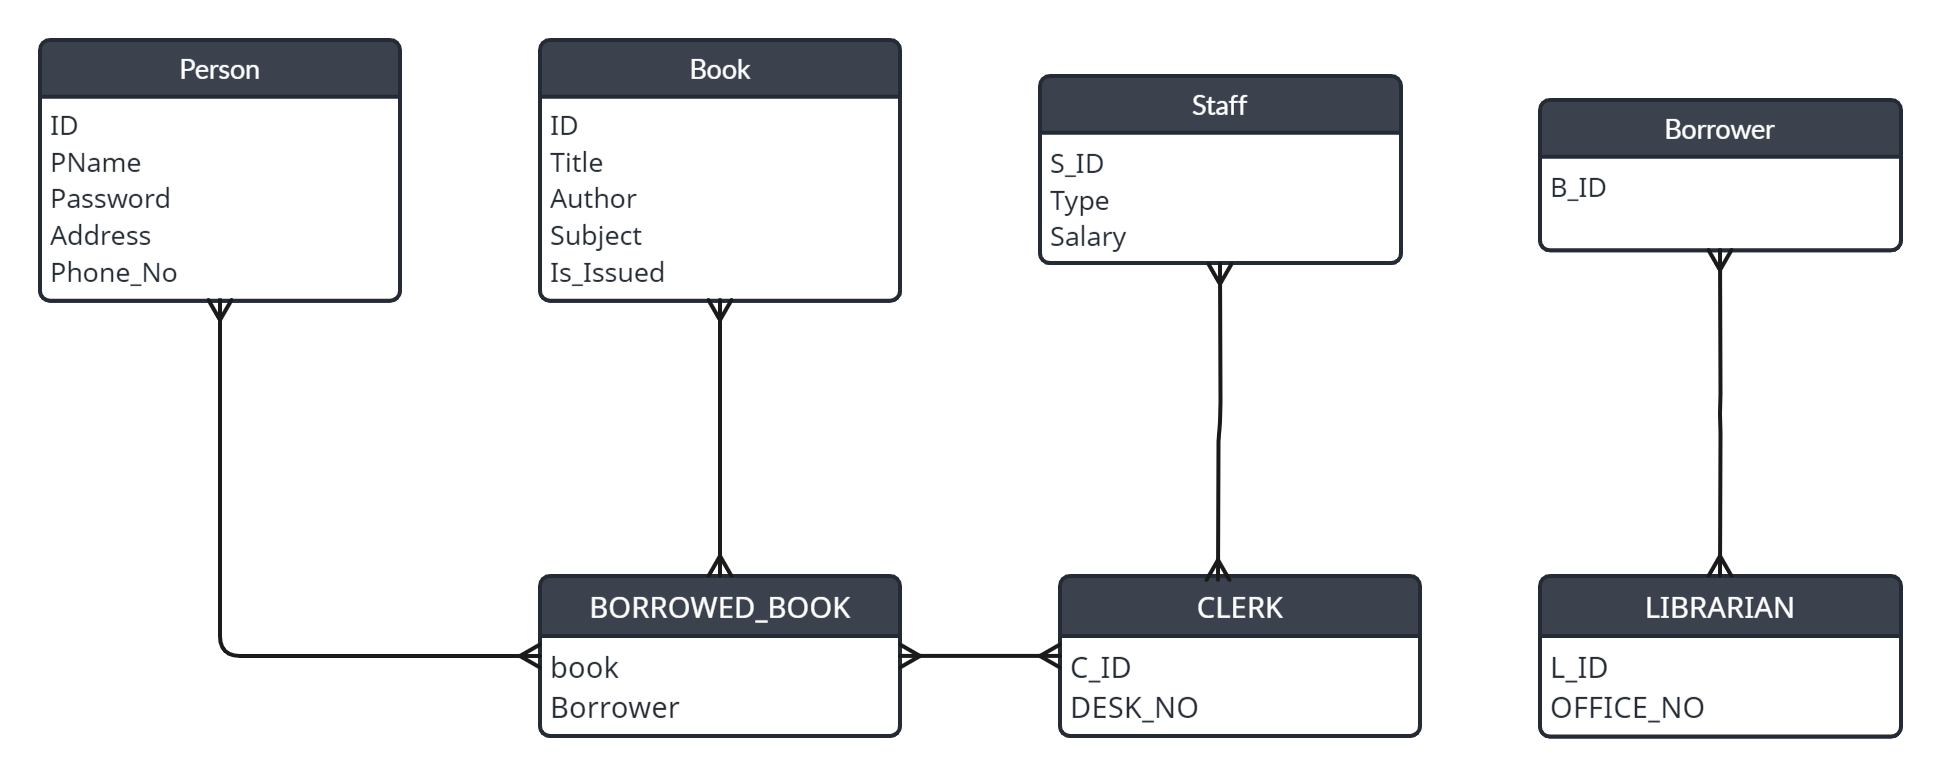 Person
ID
PName
Password
Address
Phone_No
Book
ID
Title
Author
Subject
Is_Issued
Staff
S_ID
Type
Salary
Borrower
B_ID
BORROWED_BOOK
book
Borrower
CLERK
C_ID
DESK_NO
LIBRARIAN
L_ID
OFFICE_NO